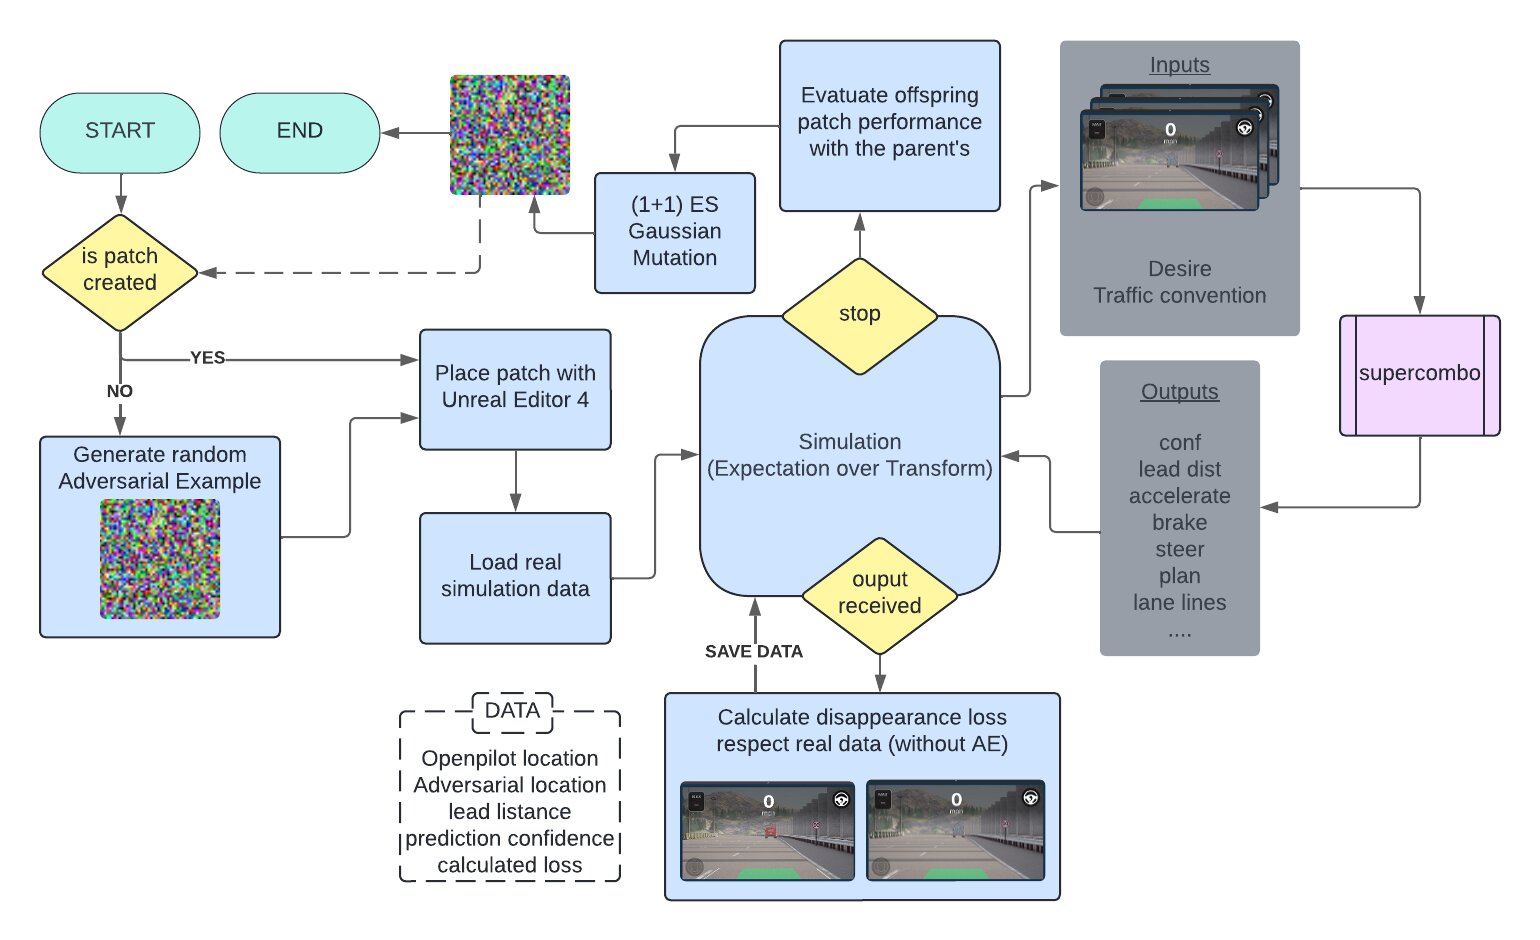 START
END
is patch
created
YES
NO
Generate random
Adversarial Example
Place patch with
Unreal Editor 4
Load real
simulation data
(1+1) ES
Gaussian
Mutation
Evatuate offspring
patch performance
with the parent's
stop
Simulation
(Expectation over Transform)
ouput
received
SAVE DATA
Calculate disappearance loss
respect real data (without AE)
0
mph
0
mph
DATA
Openpilot location
Adversarial location
lead listance
prediction confidence
calculated loss
Inputs
0
mph
Desire
Traffic convention
supercombo
Outputs
conf
lead dist
accelerate
brake
steer
plan
lane lines
....